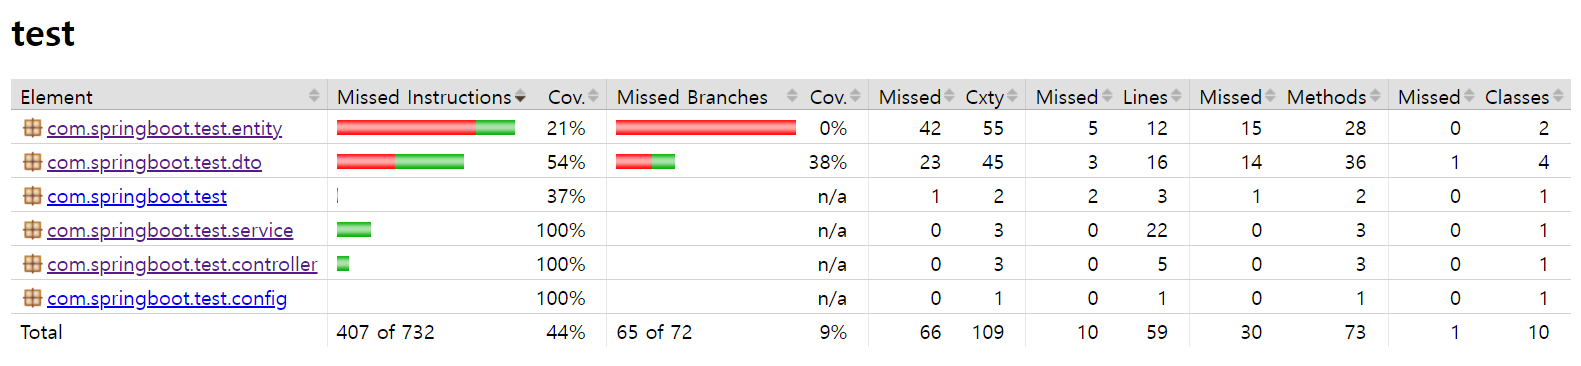 test
Element Missed Instructions Cov. Missed Branches Cov. Missed Cxty Missed Lines Missed Methods Missed Classes
com.springboot.test.entity 21% 0% 42 55 5 12 15 28 0 2
com.springboot.test.dto 54% 38% 23 45 3 16 14 36 1 4
com.springboot.test 37% n/a 1 2 2 3 1 2 0 1
com.springboot.test.service 100% n/a 0 3 0 22 0 3 0 1
com.springboot.test.controller 100% n/a 0 3 0 5 0 3 0 1
com.springboot.test.config 100% n/a 0 1 0 1 0 1 0 1
Total 407 of 732 44% 65 of 72 9% 66 109 10 59 30 73 1 10